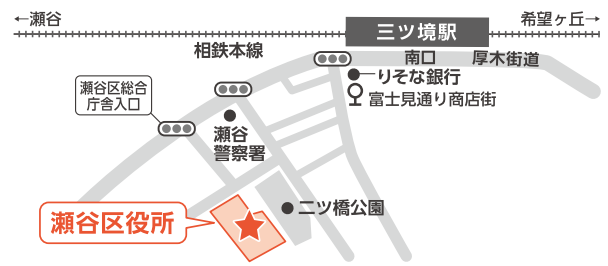 ←瀬谷
希望ヶ丘→
三ツ境駅
相鉄本線
南口
厚木街道
りそな銀行
富士見通り商店街
瀬谷区総合
庁舎入口
瀬谷
警察署
二ツ橋公園
瀬谷区役所